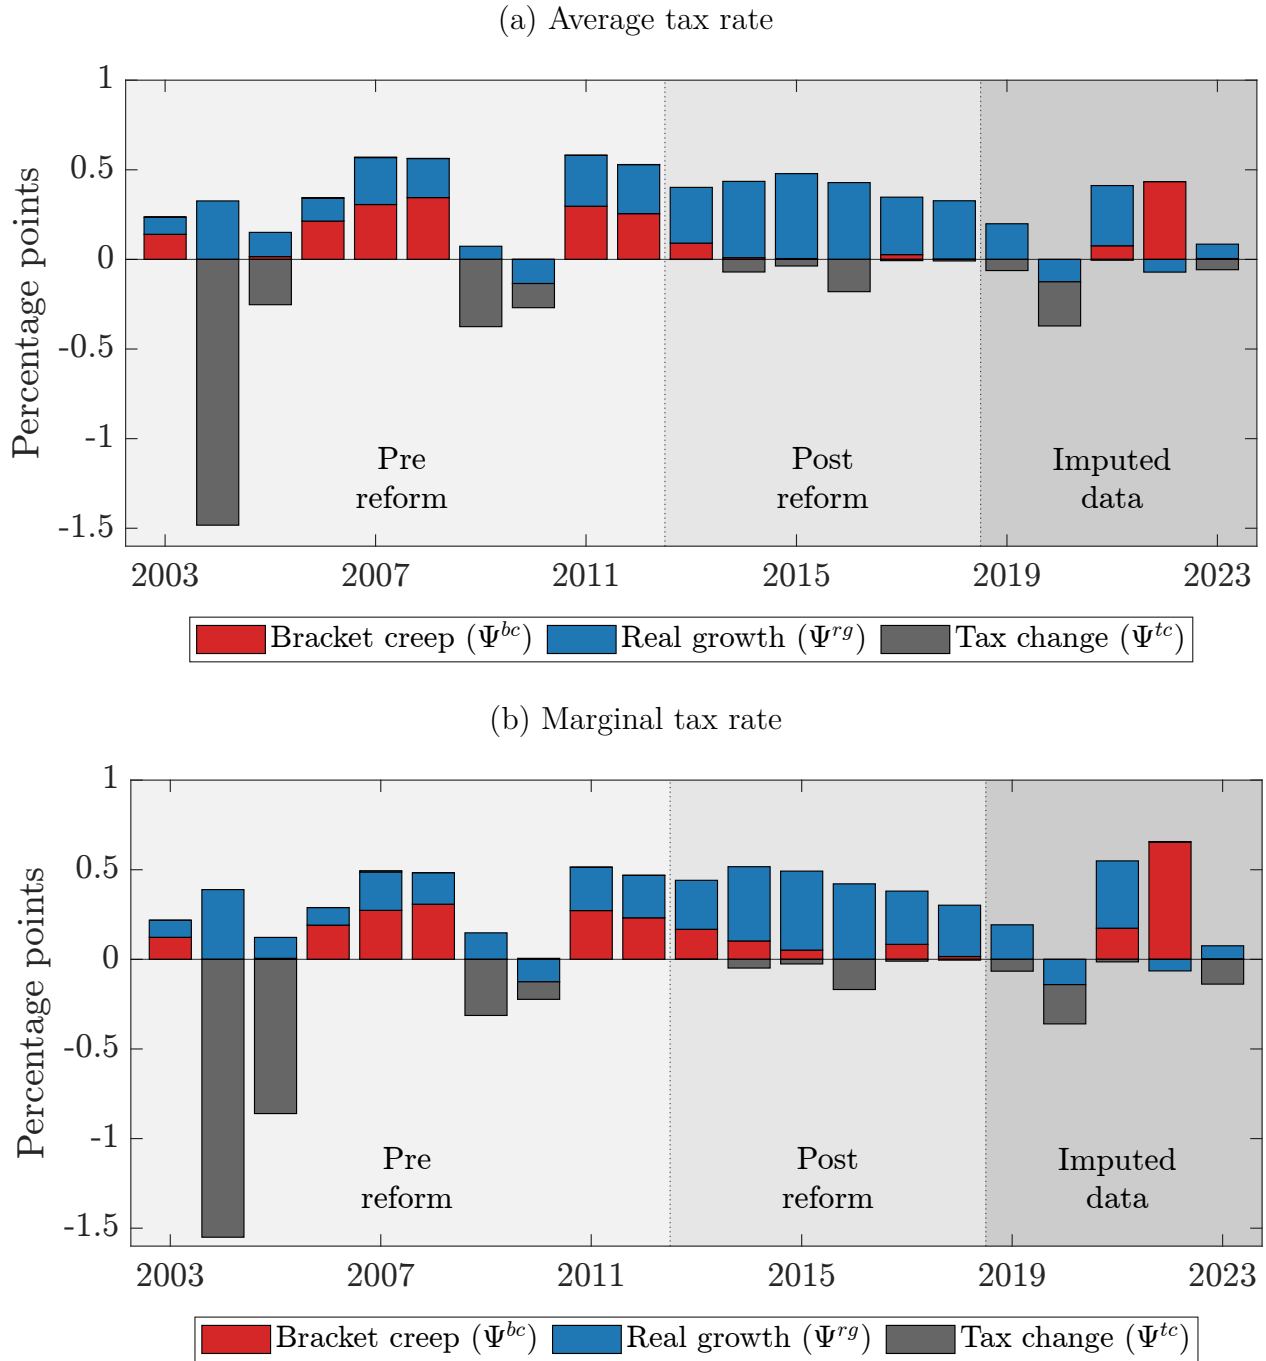 (a) Average tax rate
Percentage points
1
0.5
0
-0.5
-1
-1.5
Pre
reform
Post
reform
Imputed
data
2003 2007 2011 2015 2019 2023
Bracket creep (Ψ^bc) Real growth (Ψ^rg) Tax change (Ψ^tc)
(b) Marginal tax rate
Percentage points
1
0.5
0
-0.5
-1
-1.5
Pre
reform
Post
reform
Imputed
data
2003 2007 2011 2015 2019 2023
Bracket creep (Ψ^bc) Real growth (Ψ^rg) Tax change (Ψ^tc)